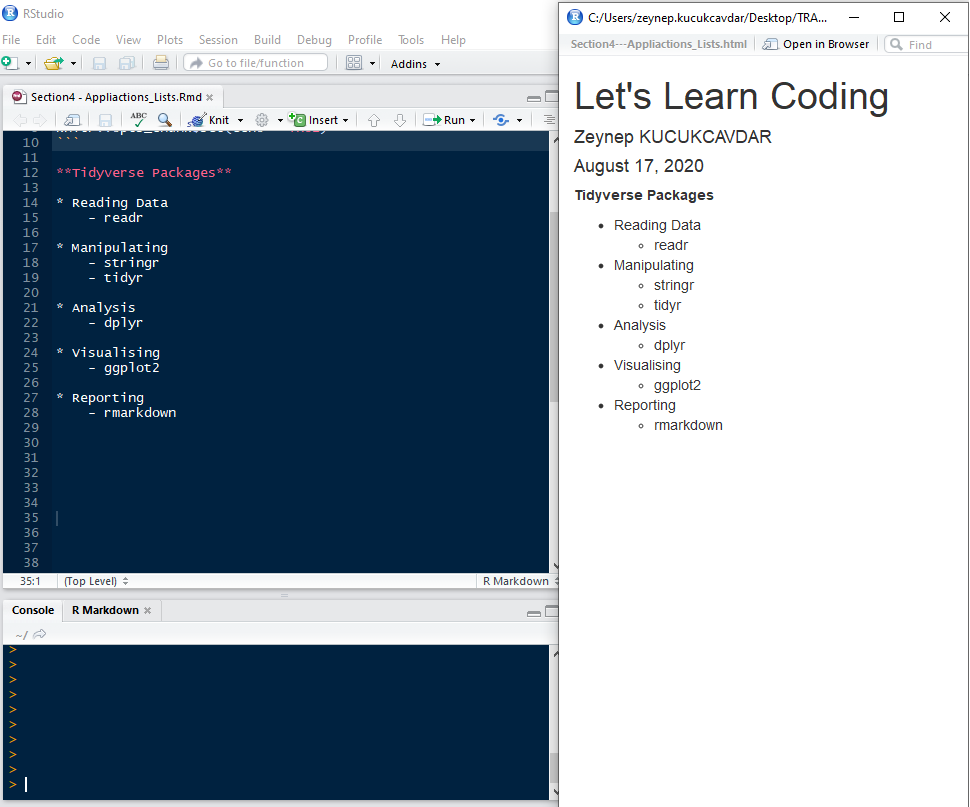 RStudio
File Edit Code View Plots Session Build Debug Profile Tools Help
Go to file/function
Addins
Section4 - Appliactions_Lists.Rmd
ABC
Knit
Insert
Run
10 ```
11
12 **Tidyverse Packages**
13
14 * Reading Data
15 - readr
16
17 * Manipulating
18 - stringr
19 - tidyr
20
21 * Analysis
22 - dplyr
23
24 * Visualising
25 - ggplot2
26
27 * Reporting
28 - rmarkdown
29
30
31
32
33
34
35
36
37
38
35:1 (Top Level) R Markdown
Console R Markdown
~/
>
>
>
>
>
>
>
>
>
>
C:/Users/zeynep.kucukcavdar/Desktop/TRA...
Section4---Appliactions_Lists.html Open in Browser Find
Let's Learn Coding
Zeynep KUCUKCAVDAR
August 17, 2020
Tidyverse Packages
• Reading Data
◦ readr
• Manipulating
◦ stringr
◦ tidyr
• Analysis
◦ dplyr
• Visualising
◦ ggplot2
• Reporting
◦ rmarkdown